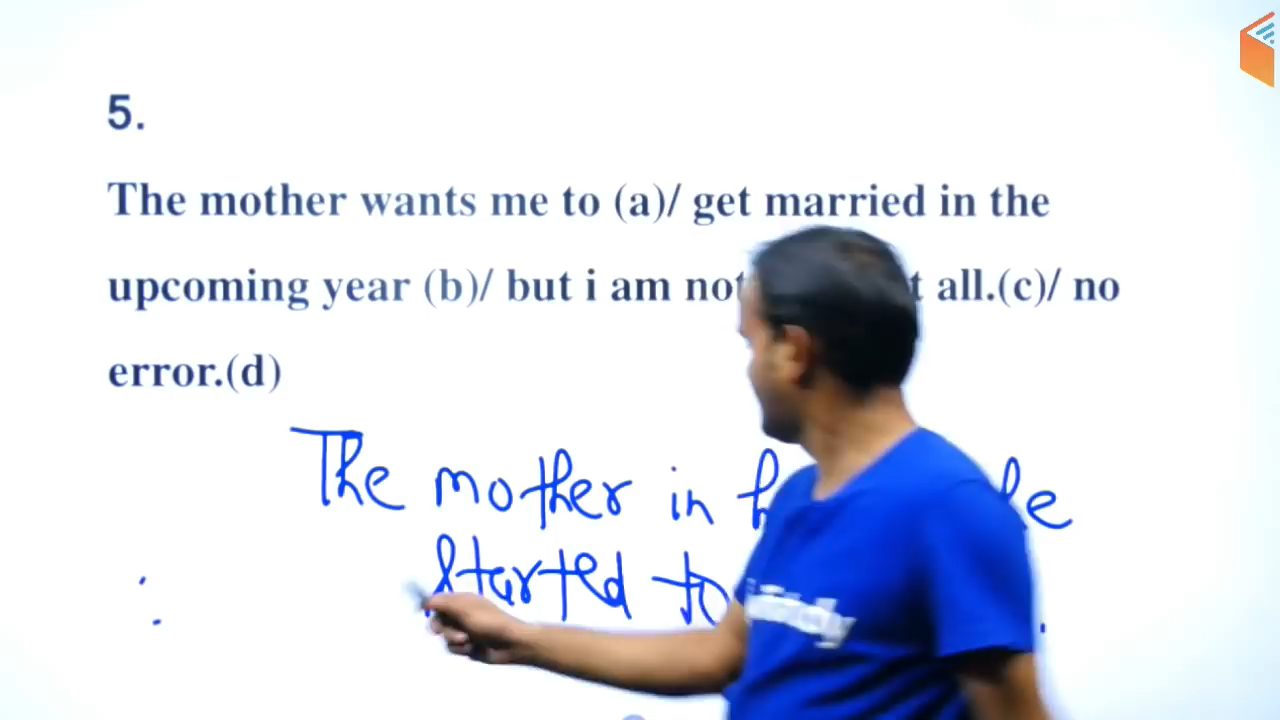 5.
The mother wants me to (a)/ get married in the
upcoming year (b)/ but i am not all.(c)/ no
error.(d)
The mother in
started to